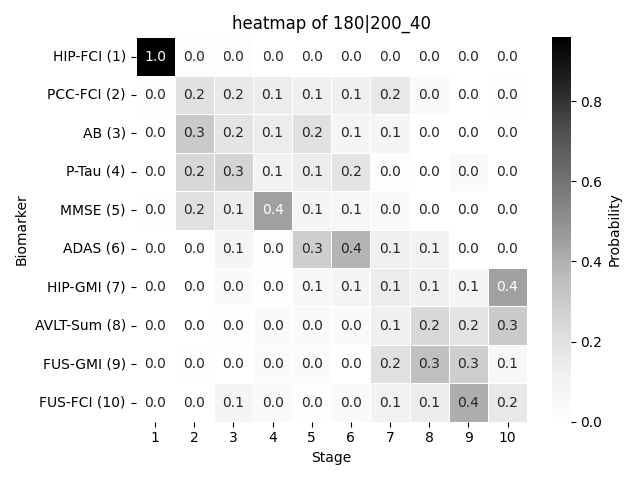 heatmap of 180|200_40
HIP-FCI (1) 1.0 0.0 0.0 0.0 0.0 0.0 0.0 0.0 0.0 0.0
PCC-FCI (2) 0.0 0.2 0.2 0.1 0.1 0.1 0.2 0.0 0.0 0.0
AB (3) 0.0 0.3 0.2 0.1 0.2 0.1 0.1 0.0 0.0 0.0
P-Tau (4) 0.0 0.2 0.3 0.1 0.1 0.2 0.0 0.0 0.0 0.0
MMSE (5) 0.0 0.2 0.1 0.4 0.1 0.1 0.0 0.0 0.0 0.0
ADAS (6) 0.0 0.0 0.1 0.0 0.3 0.4 0.1 0.1 0.0 0.0
HIP-GMI (7) 0.0 0.0 0.0 0.0 0.1 0.1 0.1 0.1 0.1 0.4
AVLT-Sum (8) 0.0 0.0 0.0 0.0 0.0 0.0 0.1 0.2 0.2 0.3
FUS-GMI (9) 0.0 0.0 0.0 0.0 0.0 0.0 0.2 0.3 0.3 0.1
FUS-FCI (10) 0.0 0.0 0.1 0.0 0.0 0.0 0.1 0.1 0.4 0.2
1 2 3 4 5 6 7 8 9 10
Stage
Biomarker
0.8
0.6
0.4
0.2
0.0
Probability